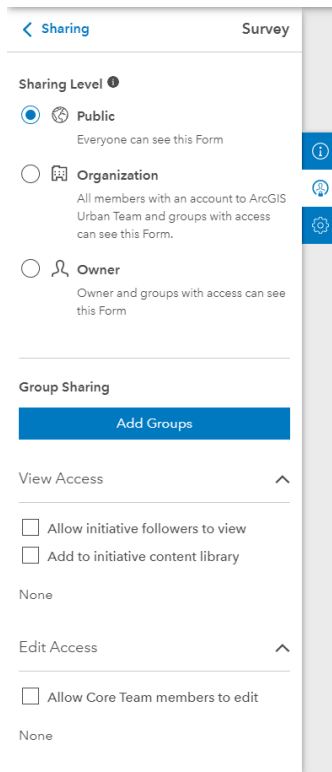 Sharing
Survey
Sharing Level
Public
Everyone can see this Form
Organization
All members with an account to ArcGIS
Urban Team and groups with access
can see this Form.
Owner
Owner and groups with access can see
this Form
Group Sharing
Add Groups
View Access
Allow initiative followers to view
Add to initiative content library
None
Edit Access
Allow Core Team members to edit
None